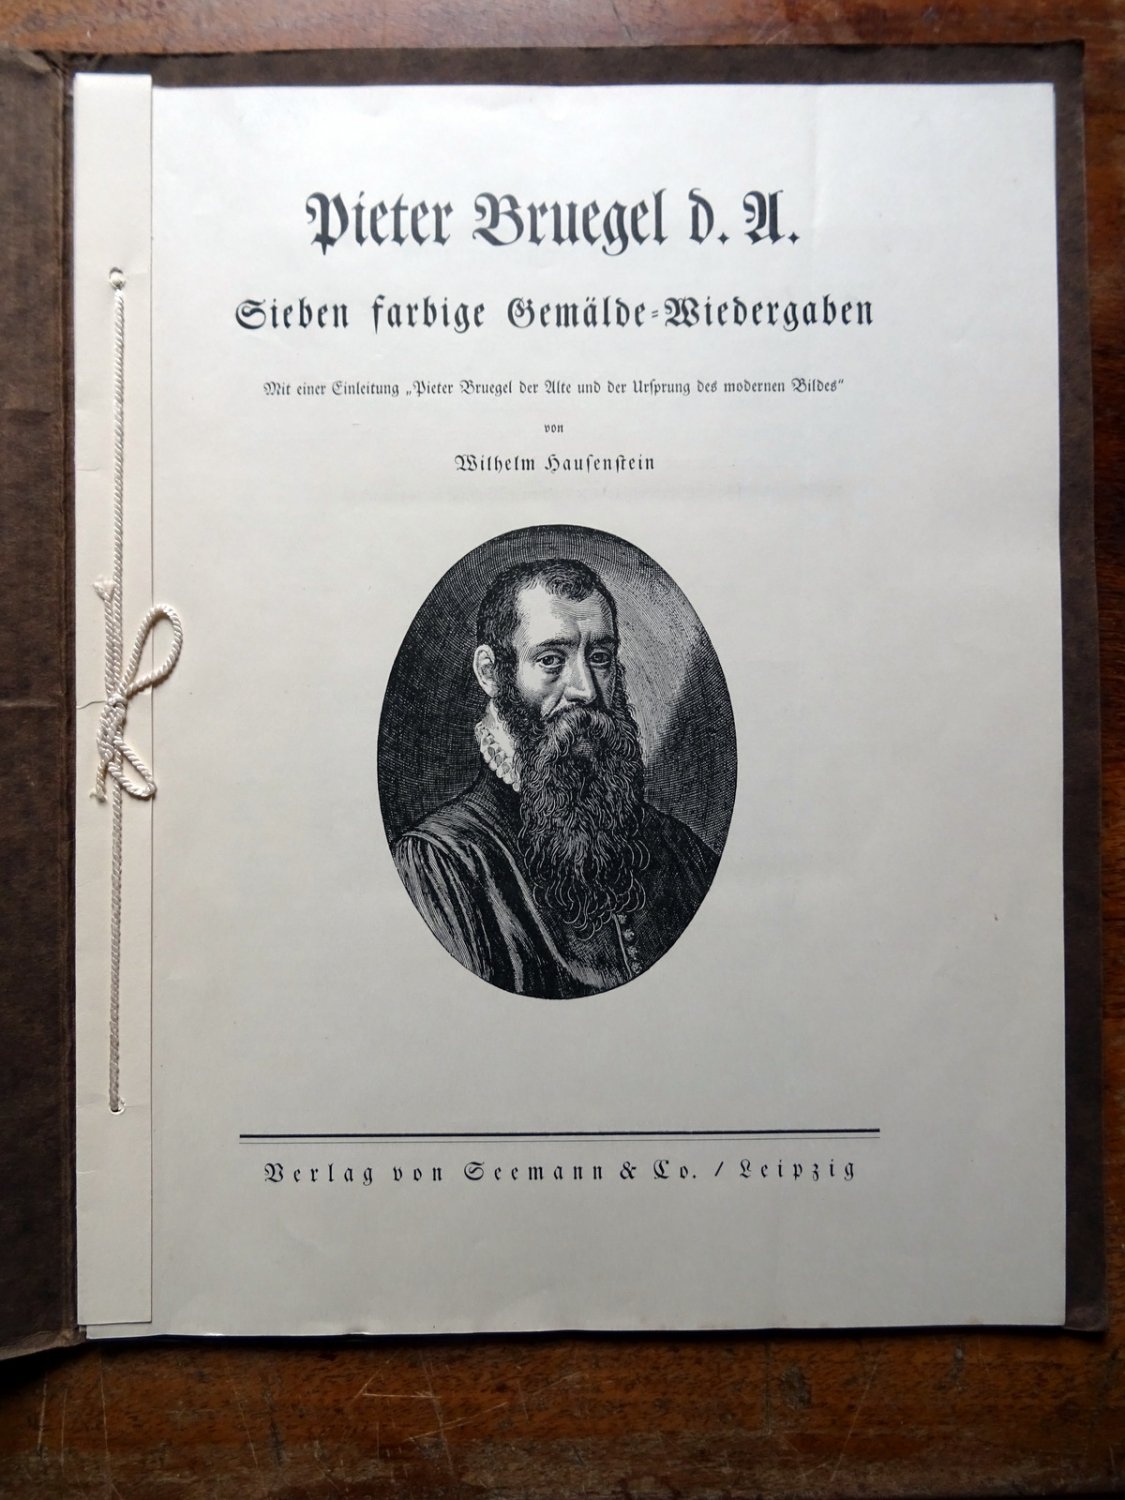 Pieter Bruegel d. A.
Sieben farbige Gemälde-Wiedergaben
Mit einer Einleitung „Pieter Bruegel der Alte und der Ursprung des modernen Bildes“
von
Wilhelm Hausenstein
Verlag von Seemann & Co. / Leipzig